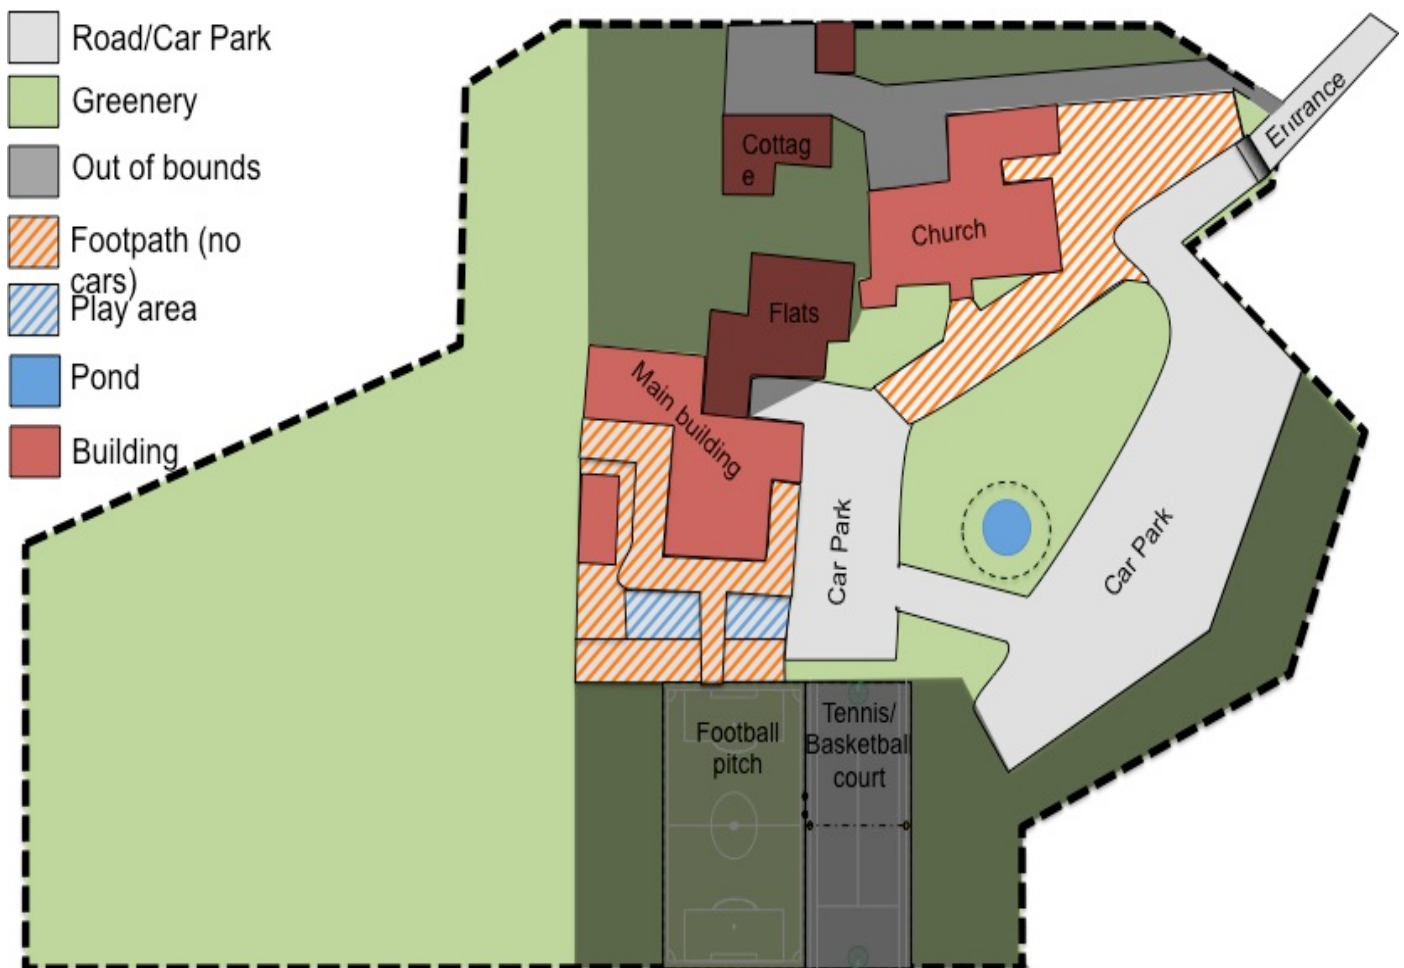 Road/Car Park
Greenery
Out of bounds
Footpath (no
cars)
Play area
Pond
Building
Entrance
Cottag
e
Church
Flats
Main building
Car Park
Car Park
Football
pitch
Tennis/
Basketball
court